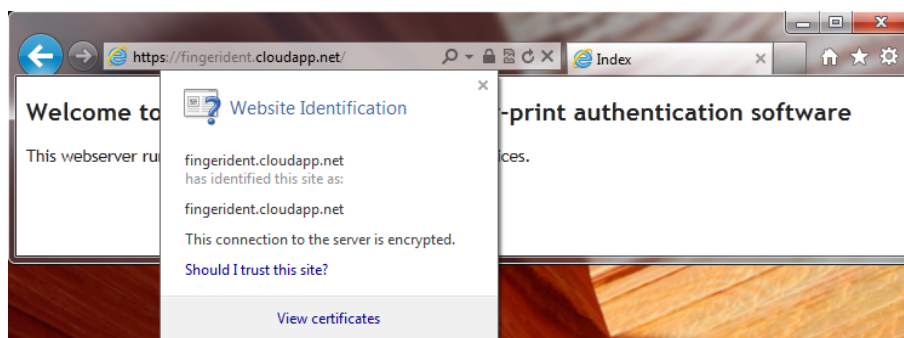 https://fingerident.cloudapp.net/
Index
Welcome to
-print authentication software
This webserver ru
ices.
Website Identification
fingerident.cloudapp.net
has identified this site as:
fingerident.cloudapp.net
This connection to the server is encrypted.
Should I trust this site?
View certificates